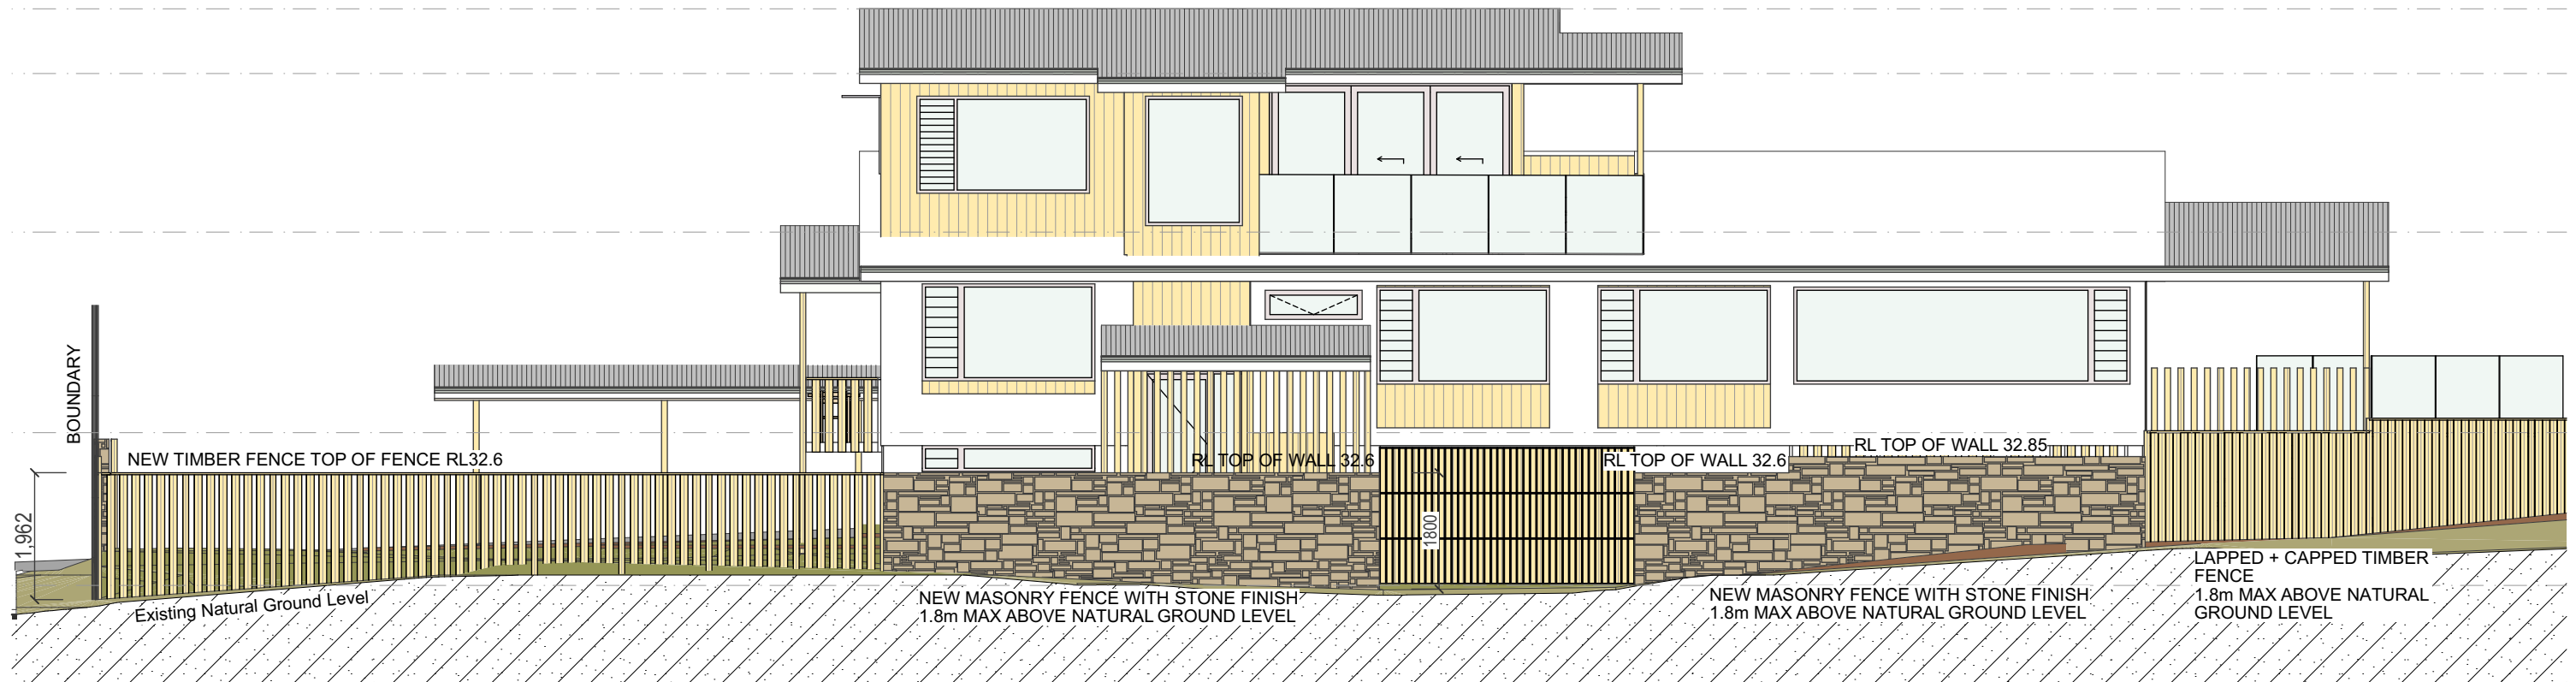 BOUNDARY
NEW TIMBER FENCE TOP OF FENCE RL32.6
RL TOP OF WALL 32.6
RL TOP OF WALL 32.6
RL TOP OF WALL 32.85
1,962
1800
Existing Natural Ground Level
NEW MASONRY FENCE WITH STONE FINISH
1.8m MAX ABOVE NATURAL GROUND LEVEL
NEW MASONRY FENCE WITH STONE FINISH
1.8m MAX ABOVE NATURAL GROUND LEVEL
LAPPED + CAPPED TIMBER
FENCE
1.8m MAX ABOVE NATURAL
GROUND LEVEL